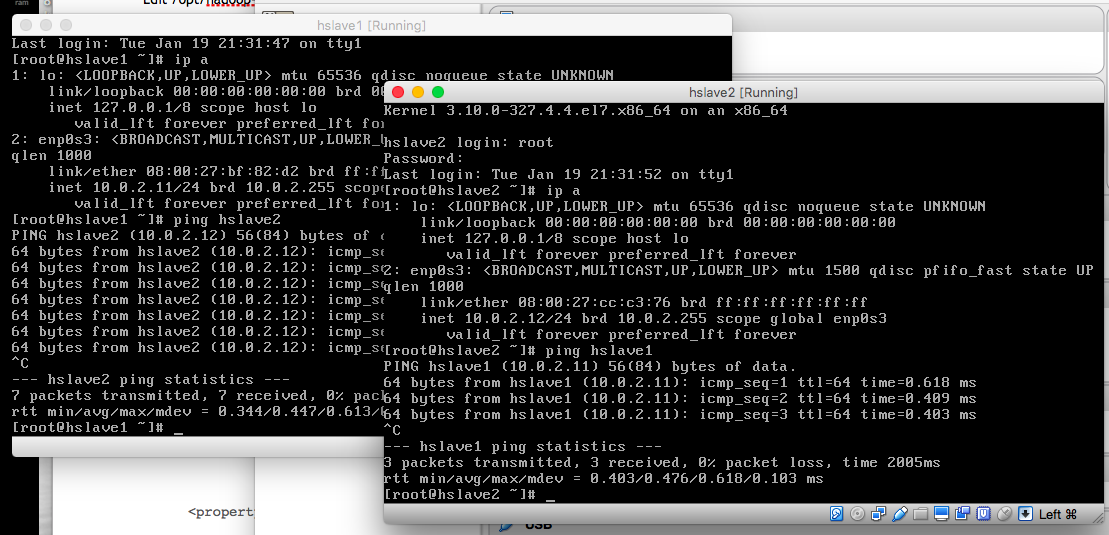 ram
Edit /opt/hadoop
hslave1 [Running]
Last login: Tue Jan 19 21:31:47 on tty1
[root@hslave1 ~]# ip a
1: lo: <LOOPBACK,UP,LOWER_UP> mtu 65536 qdisc noqueue state UNKNOWN
link/loopback 00:00:00:00:00:00 brd 00
inet 127.0.0.1/8 scope host lo
valid_lft forever preferred_lft for
2: enp0s3: <BROADCAST,MULTICAST,UP,LOWER_U
qlen 1000
link/ether 08:00:27:bf:82:d2 brd ff:ff
inet 10.0.2.11/24 brd 10.0.2.255 scope
valid_lft forever preferred_lft for
[root@hslave1 ~]# ping hslave2
PING hslave2 (10.0.2.12) 56(84) bytes of d
64 bytes from hslave2 (10.0.2.12): icmp_se
64 bytes from hslave2 (10.0.2.12): icmp_se
64 bytes from hslave2 (10.0.2.12): icmp_se
64 bytes from hslave2 (10.0.2.12): icmp_se
64 bytes from hslave2 (10.0.2.12): icmp_se
64 bytes from hslave2 (10.0.2.12): icmp_se
64 bytes from hslave2 (10.0.2.12): icmp_se
^C
--- hslave2 ping statistics ---
7 packets transmitted, 7 received, 0% pack
rtt min/avg/max/mdev = 0.344/0.447/0.613/0
[root@hslave1 ~]# _
hslave2 [Running]
Kernel 3.10.0-327.4.4.el7.x86_64 on an x86_64
hslave2 login: root
Password:
Last login: Tue Jan 19 21:31:52 on tty1
[root@hslave2 ~]# ip a
1: lo: <LOOPBACK,UP,LOWER_UP> mtu 65536 qdisc noqueue state UNKNOWN
link/loopback 00:00:00:00:00:00 brd 00:00:00:00:00:00
inet 127.0.0.1/8 scope host lo
valid_lft forever preferred_lft forever
2: enp0s3: <BROADCAST,MULTICAST,UP,LOWER_UP> mtu 1500 qdisc pfifo_fast state UP
qlen 1000
link/ether 08:00:27:cc:c3:76 brd ff:ff:ff:ff:ff:ff
inet 10.0.2.12/24 brd 10.0.2.255 scope global enp0s3
valid_lft forever preferred_lft forever
[root@hslave2 ~]# ping hslave1
PING hslave1 (10.0.2.11) 56(84) bytes of data.
64 bytes from hslave1 (10.0.2.11): icmp_seq=1 ttl=64 time=0.618 ms
64 bytes from hslave1 (10.0.2.11): icmp_seq=2 ttl=64 time=0.409 ms
64 bytes from hslave1 (10.0.2.11): icmp_seq=3 ttl=64 time=0.403 ms
^C
--- hslave1 ping statistics ---
3 packets transmitted, 3 received, 0% packet loss, time 2005ms
rtt min/avg/max/mdev = 0.403/0.476/0.618/0.103 ms
[root@hslave2 ~]# _
Left ⌘
<property
USB